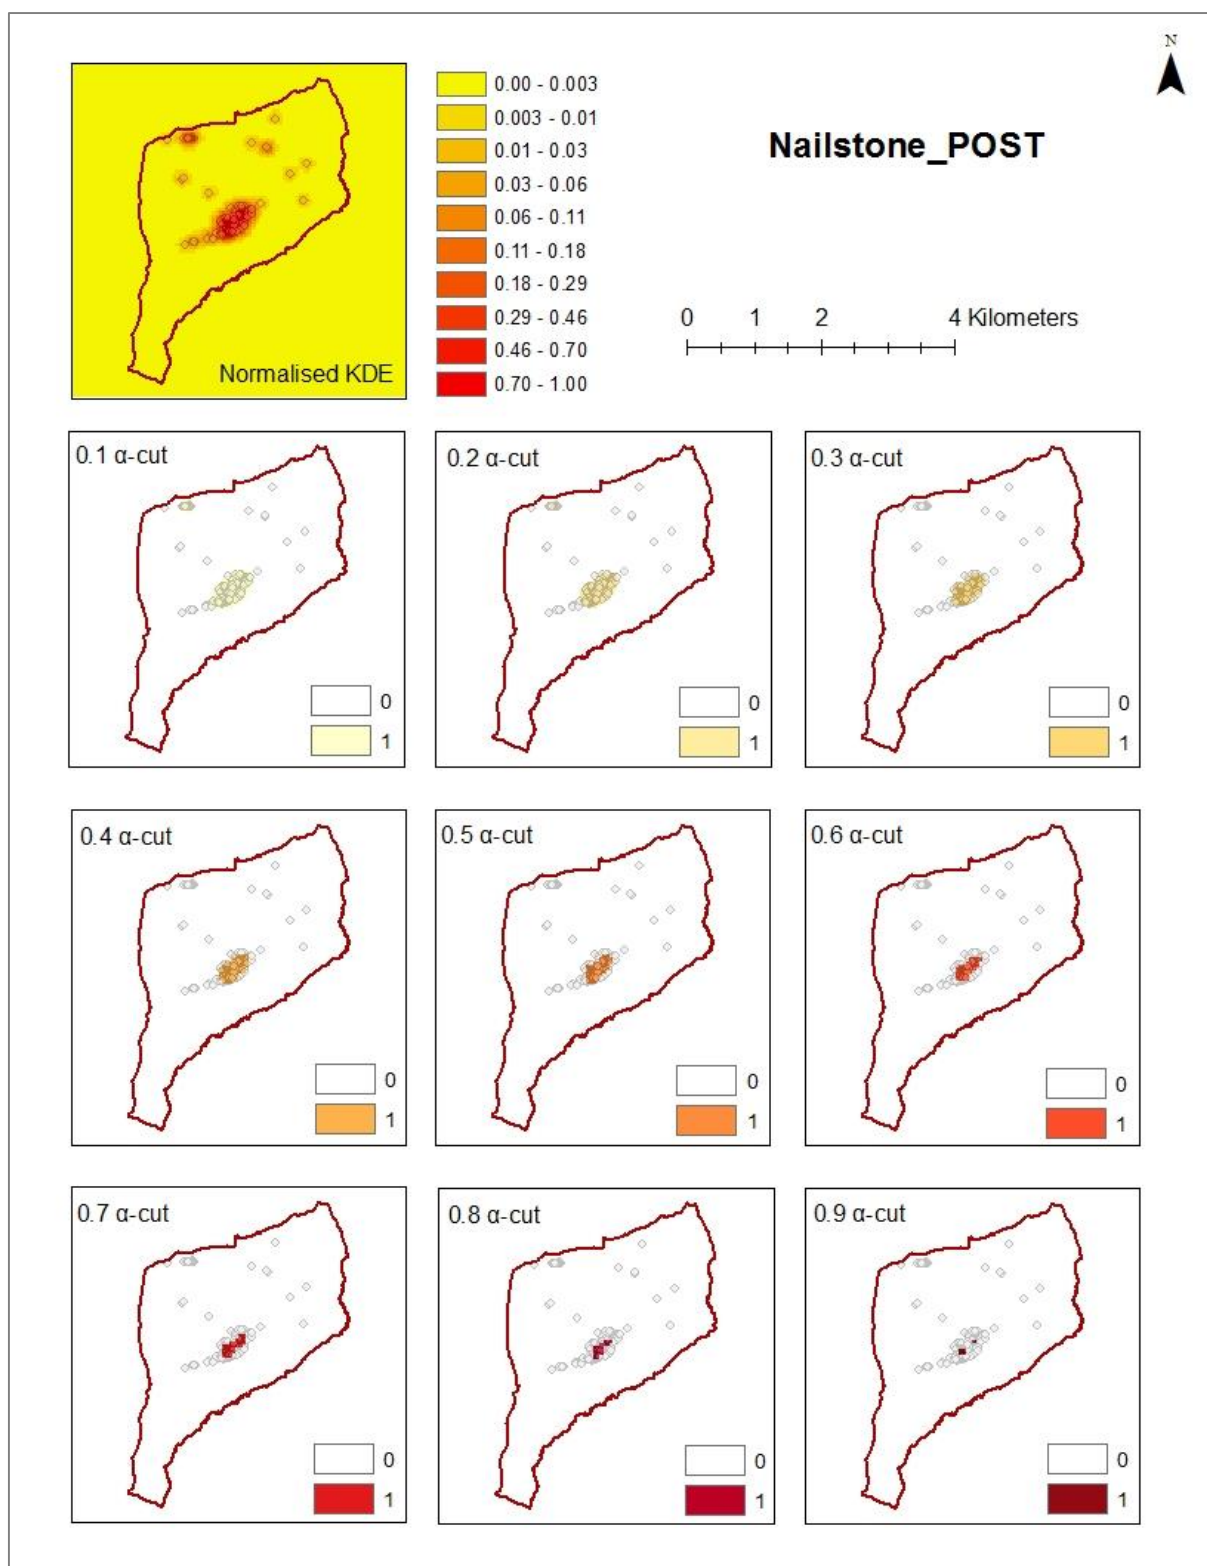 N
Nailstone_POST
0.00 - 0.003
0.003 - 0.01
0.01 - 0.03
0.03 - 0.06
0.06 - 0.11
0.11 - 0.18
0.18 - 0.29
0.29 - 0.46
0.46 - 0.70
0.70 - 1.00
Normalised KDE
0 1 2 4 Kilometers
0.1 α-cut
0
1
0.2 α-cut
0
1
0.3 α-cut
0
1
0.4 α-cut
0
1
0.5 α-cut
0
1
0.6 α-cut
0
1
0.7 α-cut
0
1
0.8 α-cut
0
1
0.9 α-cut
0
1